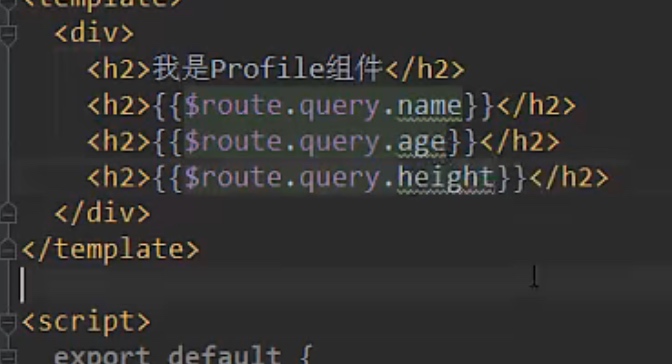 <template>
<div>
<h2>我是Profile组件</h2>
<h2>{{$route.query.name}}</h2>
<h2>{{$route.query.age}}</h2>
<h2>{{$route.query.height}}</h2>
</div>
</template>
<script>
export default {